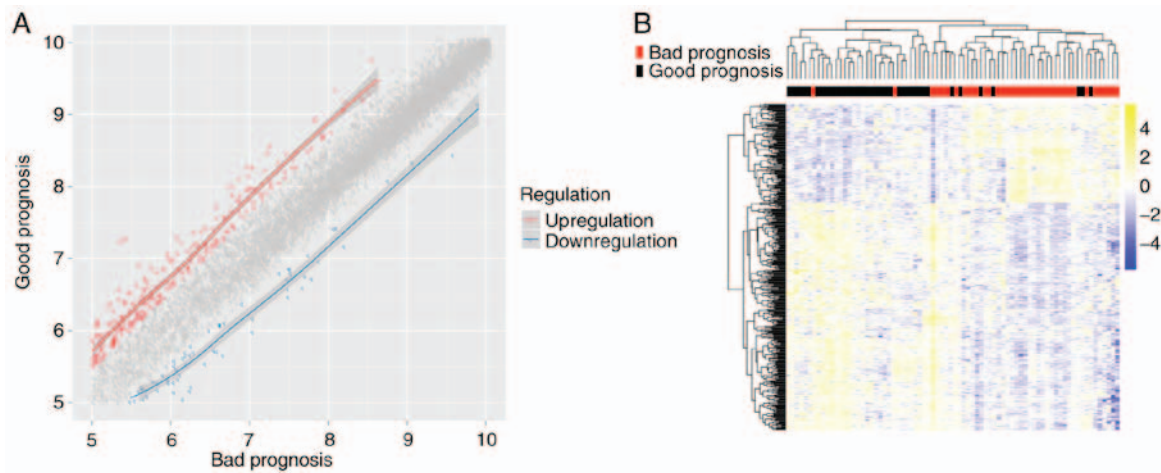 A
10
9
8
7
6
5
Good prognosis
5 6 7 8 9 10
Bad prognosis
Regulation
Upregulation
Downregulation
B
Bad prognosis
Good prognosis
4
2
0
−2
−4